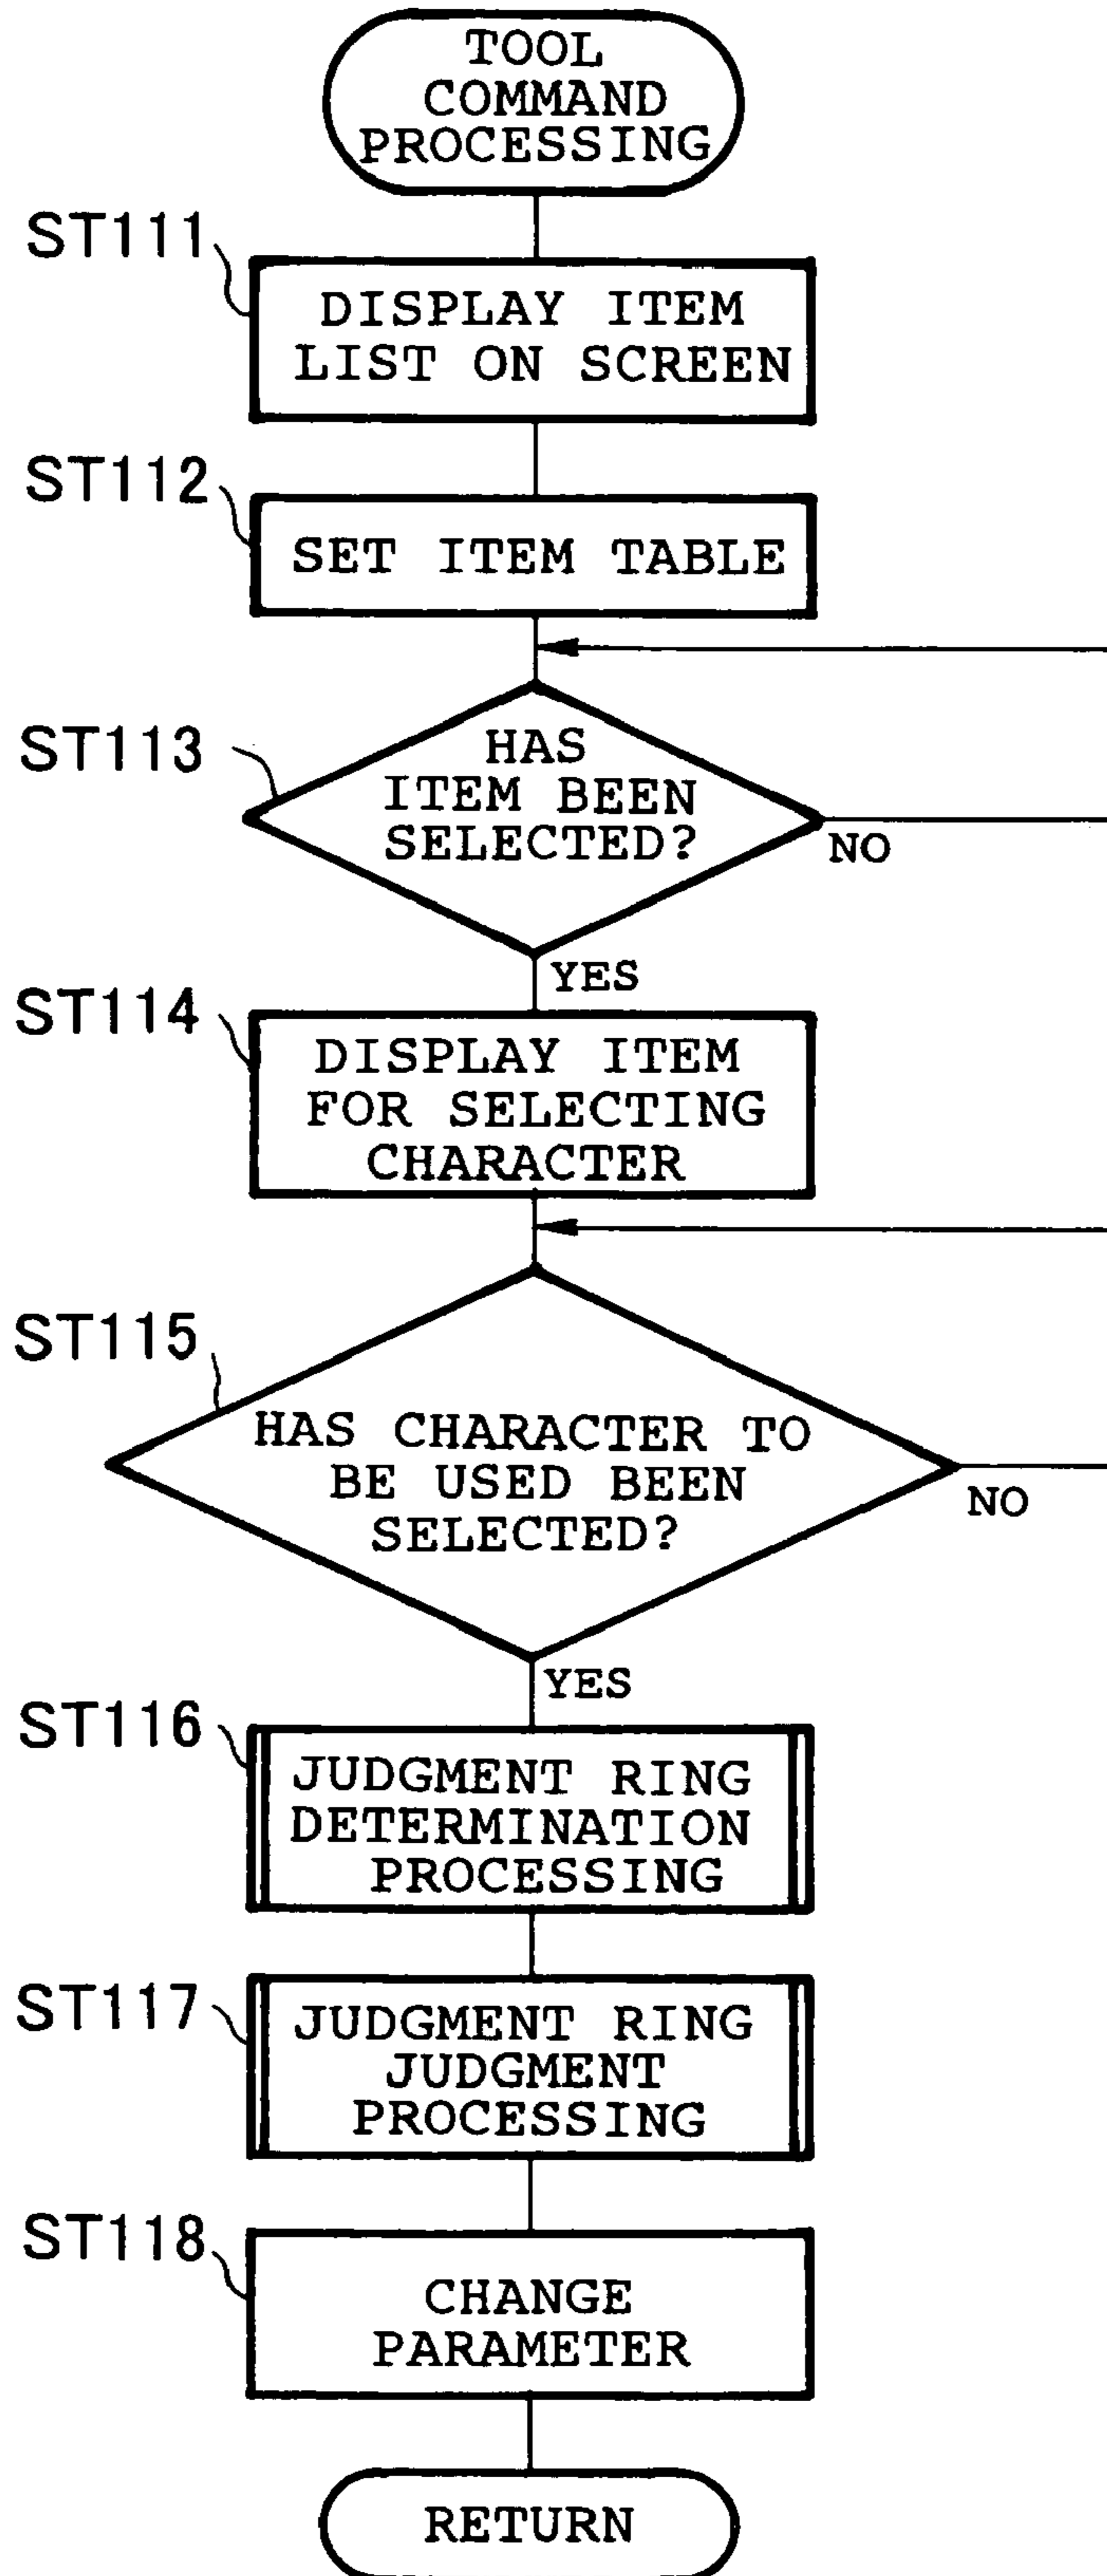 TOOL
COMMAND
PROCESSING
ST111
DISPLAY ITEM
LIST ON SCREEN
ST112
SET ITEM TABLE
ST113
HAS
ITEM BEEN
SELECTED?
NO
YES
ST114
DISPLAY ITEM
FOR SELECTING
CHARACTER
ST115
HAS CHARACTER TO
BE USED BEEN
SELECTED?
NO
YES
ST116
JUDGMENT RING
DETERMINATION
PROCESSING
ST117
JUDGMENT RING
JUDGMENT
PROCESSING
ST118
CHANGE
PARAMETER
RETURN